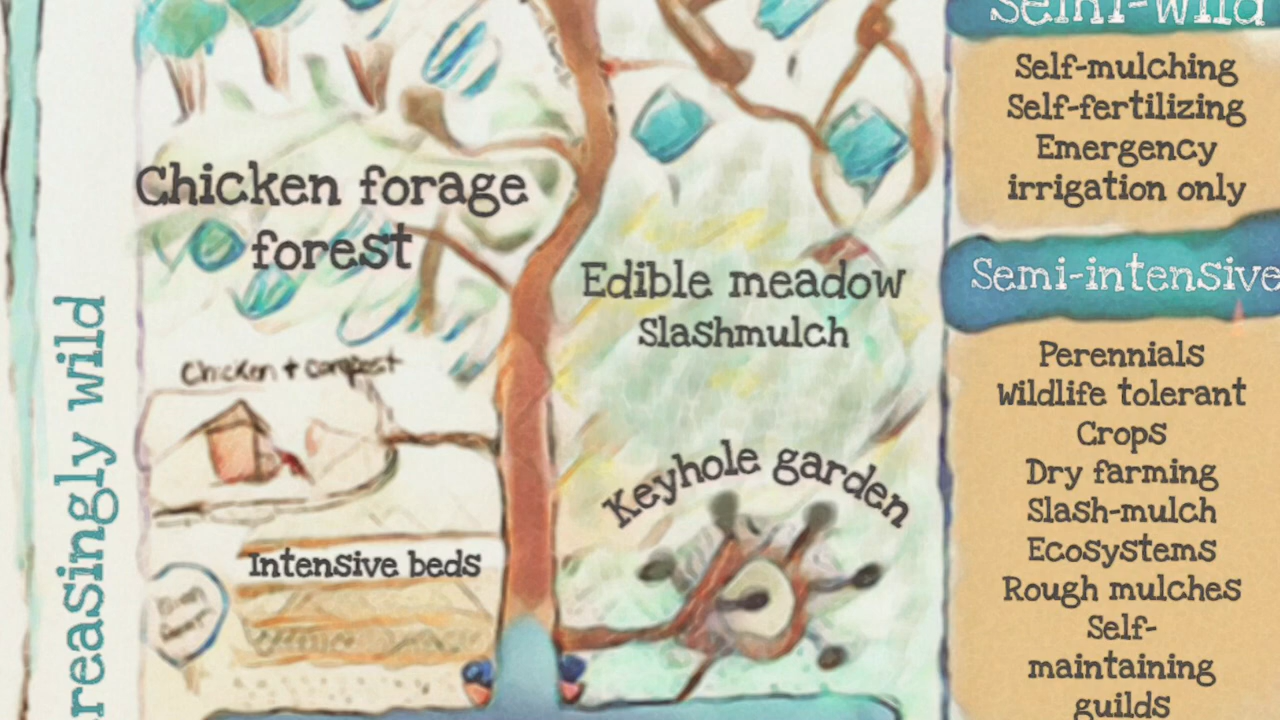 Chicken forage
forest
Chicken + compost
Intensive beds
Edible meadow
Slashmulch
Keyhole garden
wild
Semi-wild
Self-mulching
Self-fertilizing
Emergency
irrigation only
Semi-intensive
Perennials
Wildlife tolerant
Crops
Dry farming
Slash-mulch
Ecosystems
Rough mulches
Self-
maintaining
guilds